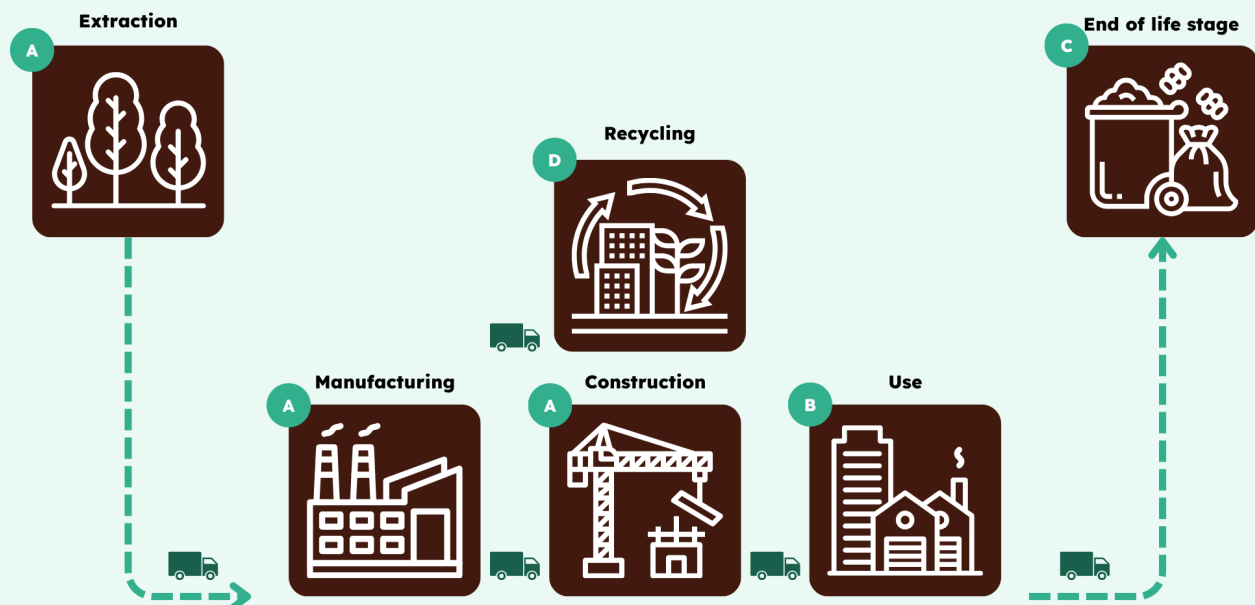 Extraction
A
End of life stage
C
Recycling
D
Manufacturing
A
Construction
A
Use
B